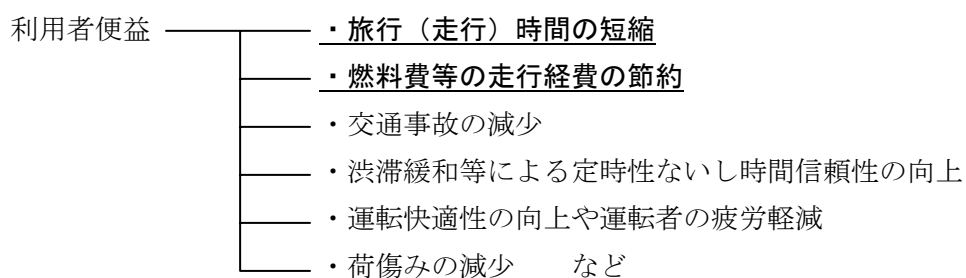 利用者便益
・旅行（走行）時間の短縮
・燃料費等の走行経費の節約
・交通事故の減少
・渋滞緩和等による定時性ないし時間信頼性の向上
・運転快適性の向上や運転者の疲労軽減
・荷傷みの減少　　など